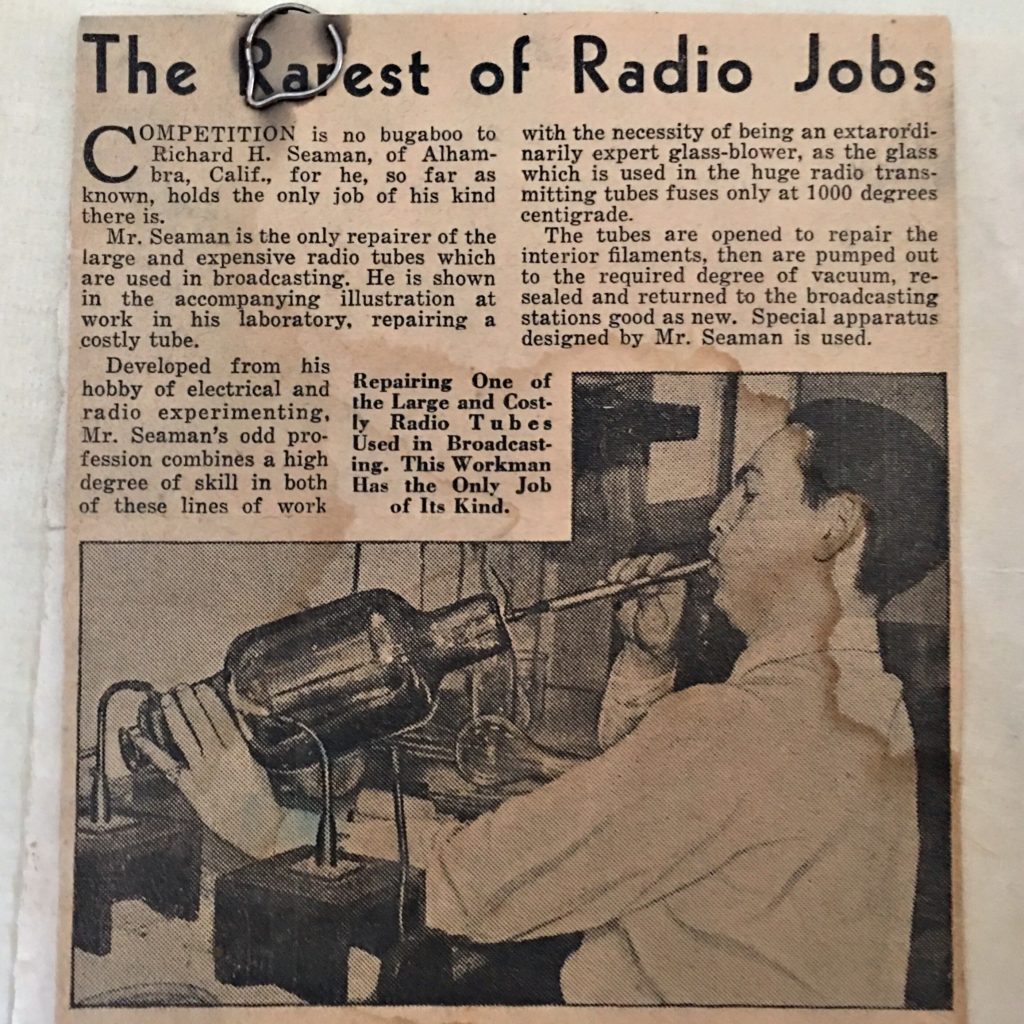 The Rarest of Radio Jobs
COMPETITION is no bugaboo to
Richard H. Seaman, of Alham-
bra, Calif., for he, so far as
known, holds the only job of his kind
there is.
Mr. Seaman is the only repairer of the
large and expensive radio tubes which
are used in broadcasting. He is shown
in the accompanying illustration at
work in his laboratory, repairing a
costly tube.
Developed from his
hobby of electrical and
radio experimenting,
Mr. Seaman's odd pro-
fession combines a high
degree of skill in both
of these lines of work
with the necessity of being an extarordi-
narily expert glass-blower, as the glass
which is used in the huge radio trans-
mitting tubes fuses only at 1000 degrees
centigrade.
The tubes are opened to repair the
interior filaments, then are pumped out
to the required degree of vacuum, re-
sealed and returned to the broadcasting
stations good as new. Special apparatus
designed by Mr. Seaman is used.
Repairing One of
the Large and Cost-
ly Radio Tubes
Used in Broadcast-
ing. This Workman
Has the Only Job
of Its Kind.